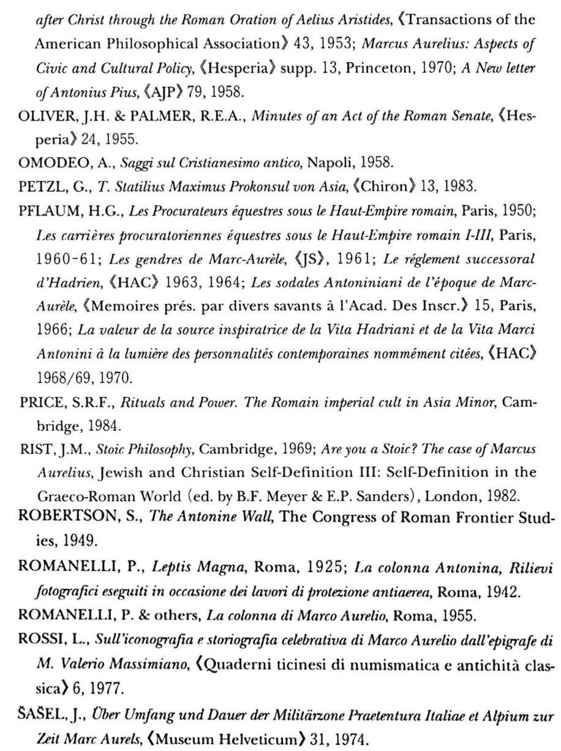 after Christ through the Roman Oration of Aelius Aristides, 《Transactions of the
American Philosophical Association》 43, 1953; Marcus Aurelius: Aspects of
Civic and Cultural Policy, 《Hesperia》 supp. 13, Princeton, 1970; A New letter
of Antonius Pius, 《AJP》 79, 1958.
OLIVER, J.H. & PALMER, R.E.A., Minutes of an Act of the Roman Senate, 《Hes-
peria》 24, 1955.
OMODEO, A., Saggi sul Cristianesimo antico, Napoli, 1958.
PETZL, G., T. Statilius Maximus Prokonsul von Asia, 《Chiron》 13, 1983.
PFLAUM, H.G., Les Procurateurs équestres sous le Haut-Empire romain, Paris, 1950;
Les carrières procuratoriennes équestres sous le Haut-Empire romain I-III, Paris,
1960-61; Les gendres de Marc-Aurèle, 《JS》, 1961; Le réglement successoral
d'Hadrien, 《HAC》 1963, 1964; Les sodales Antoniniani de l'époque de Marc-
Aurèle, 《Memoires prés. par divers savants à l'Acad. Des Inscr.》 15, Paris,
1966; La valeur de la source inspiratrice de la Vita Hadriani et de la Vita Marci
Antonini à la lumière des personnalités contemporaines nommément citées, 《HAC》
1968/69, 1970.
PRICE, S.R.F., Rituals and Power. The Romain imperial cult in Asia Minor, Cam-
bridge, 1984.
RIST, J.M., Stoic Philosophy, Cambridge, 1969; Are you a Stoic? The case of Marcus
Aurelius, Jewish and Christian Self-Definition III: Self-Definition in the
Graeco-Roman World (ed. by B.F. Meyer & E.P. Sanders), London, 1982.
ROBERTSON, S., The Antonine Wall, The Congress of Roman Frontier Stud-
ies, 1949.
ROMANELLI, P., Leptis Magna, Roma, 1925; La colonna Antonina, Rilievi
fotografici eseguiti in occasione dei lavori di protezione antiaerea, Roma, 1942.
ROMANELLI, P. & others, La colonna di Marco Aurelio, Roma, 1955.
ROSSI, L., Sull'iconografia e storiografia celebrativa di Marco Aurelio dall'epigrafe di
M. Valerio Massimiano, 《Quaderni ticinesi di numismatica e antichità clas-
sica》 6, 1977.
ŠAŠEL, J., Über Umfang und Dauer der Militärzone Praetentura Italiae et Alpium zur
Zeit Marc Aurels, 《Museum Helveticum》 31, 1974.